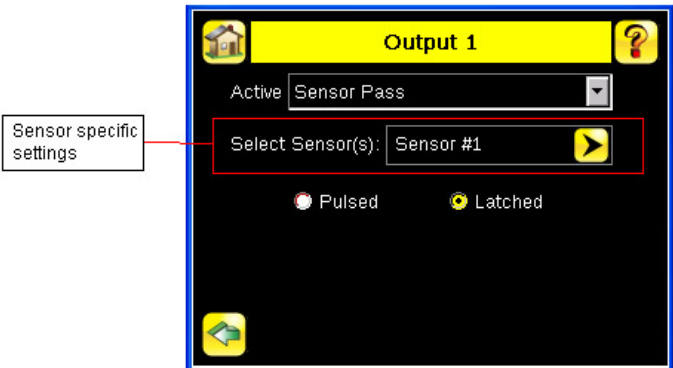 Output 1
?
Active Sensor Pass
Sensor specific
settings
Select Sensor(s): Sensor #1
Pulsed Latched